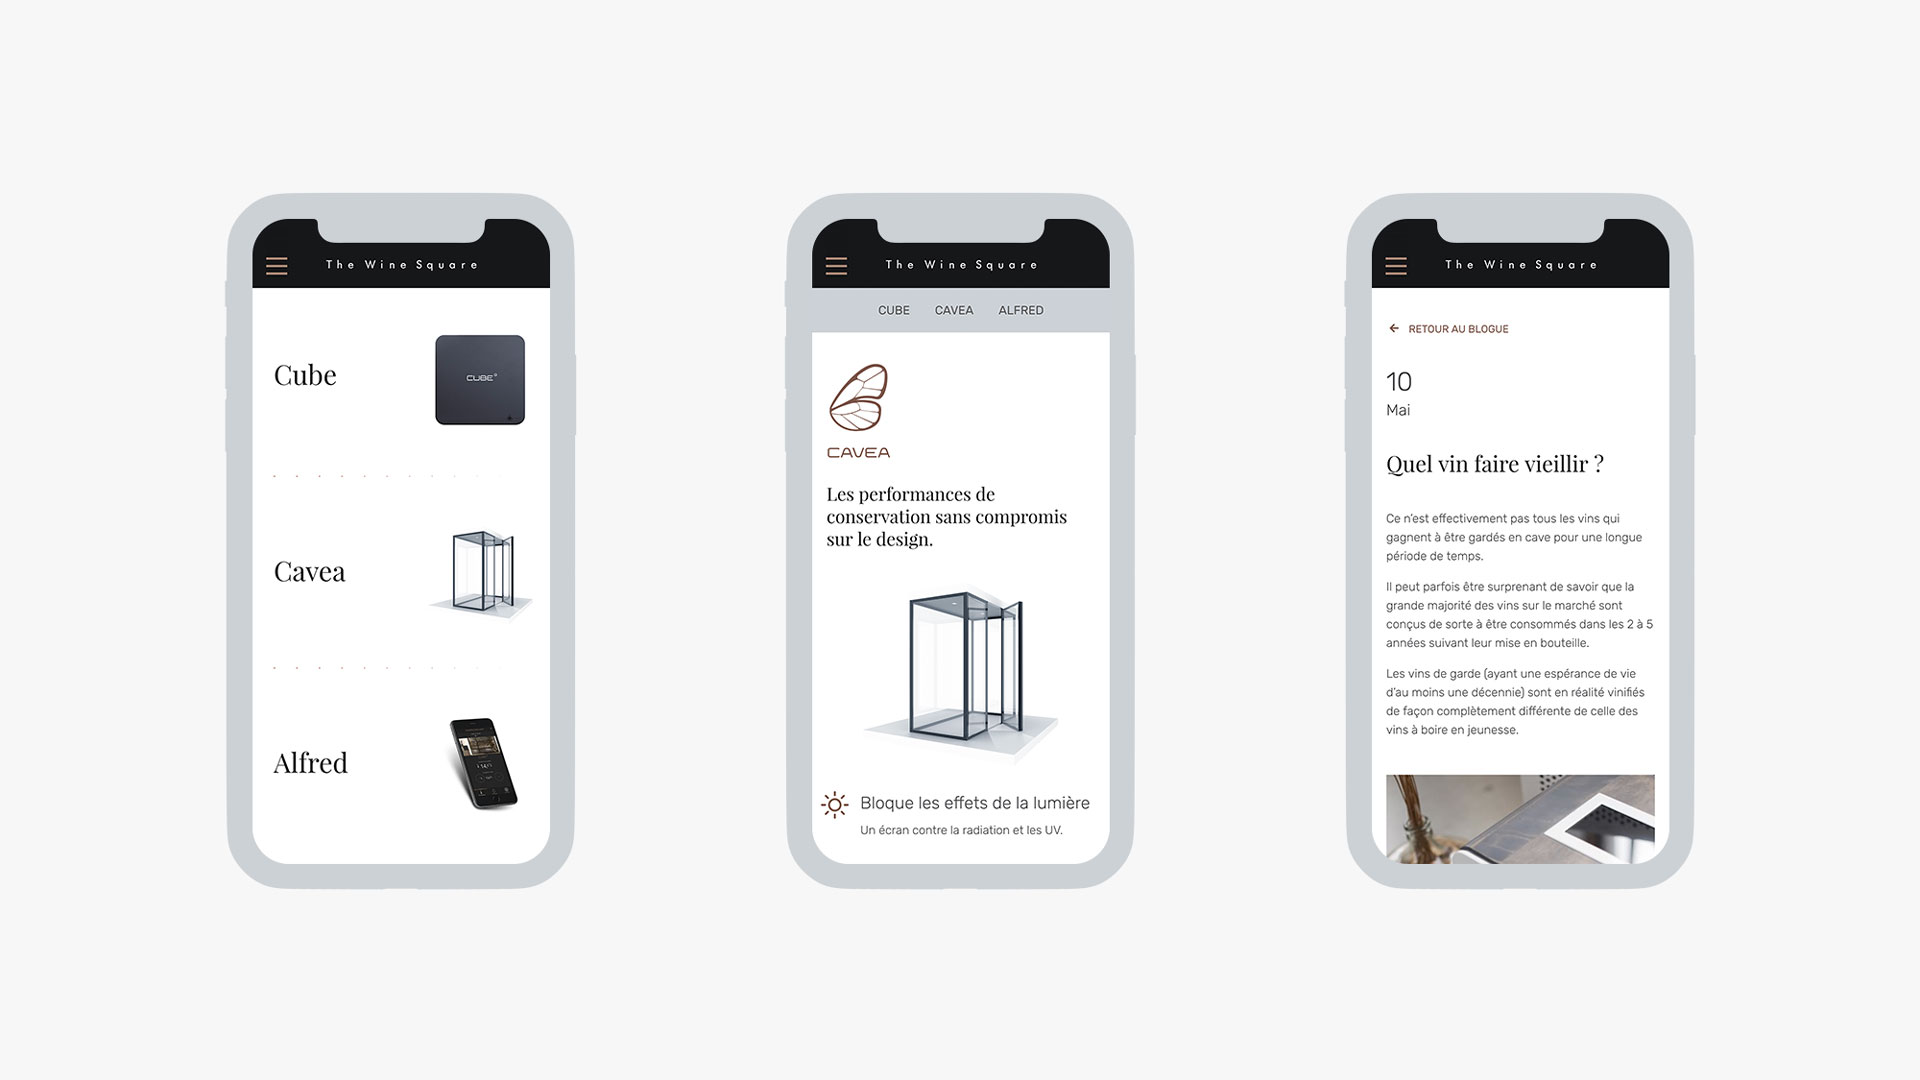 The Wine Square
Cube
CUBE
Cavea
Alfred
The Wine Square
CUBE CAVEA ALFRED
CAVEA
Les performances de
conservation sans compromis
sur le design.
Bloque les effets de la lumière
Un écran contre la radiation et les UV.
The Wine Square
← RETOUR AU BLOGUE
10
Mai
Quel vin faire vieillir ?
Ce n'est effectivement pas tous les vins qui
gagnent à être gardés en cave pour une longue
période de temps.
Il peut parfois être surprenant de savoir que la
grande majorité des vins sur le marché sont
conçus de sorte à être consommés dans les 2 à 5
années suivant leur mise en bouteille.
Les vins de garde (ayant une espérance de vie
d'au moins une décennie) sont en réalité vinifiés
de façon complètement différente de celle des
vins à boire en jeunesse.